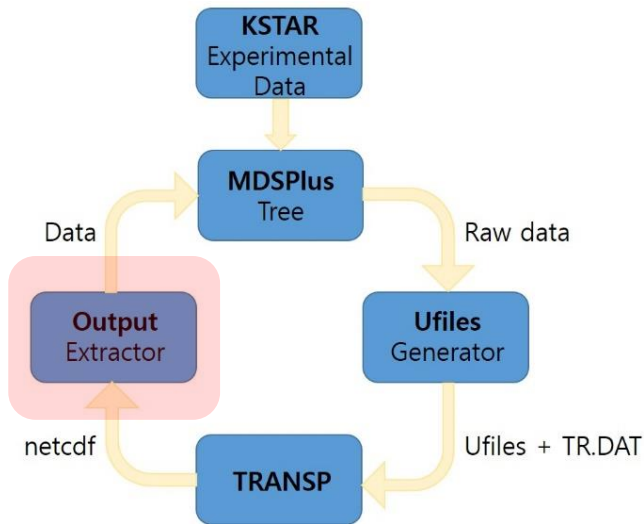 KSTAR
Experimental
Data
MDSPlus
Tree
Data
Raw data
Output
Extractor
Ufiles
Generator
netcdf
Ufiles + TR.DAT
TRANSP